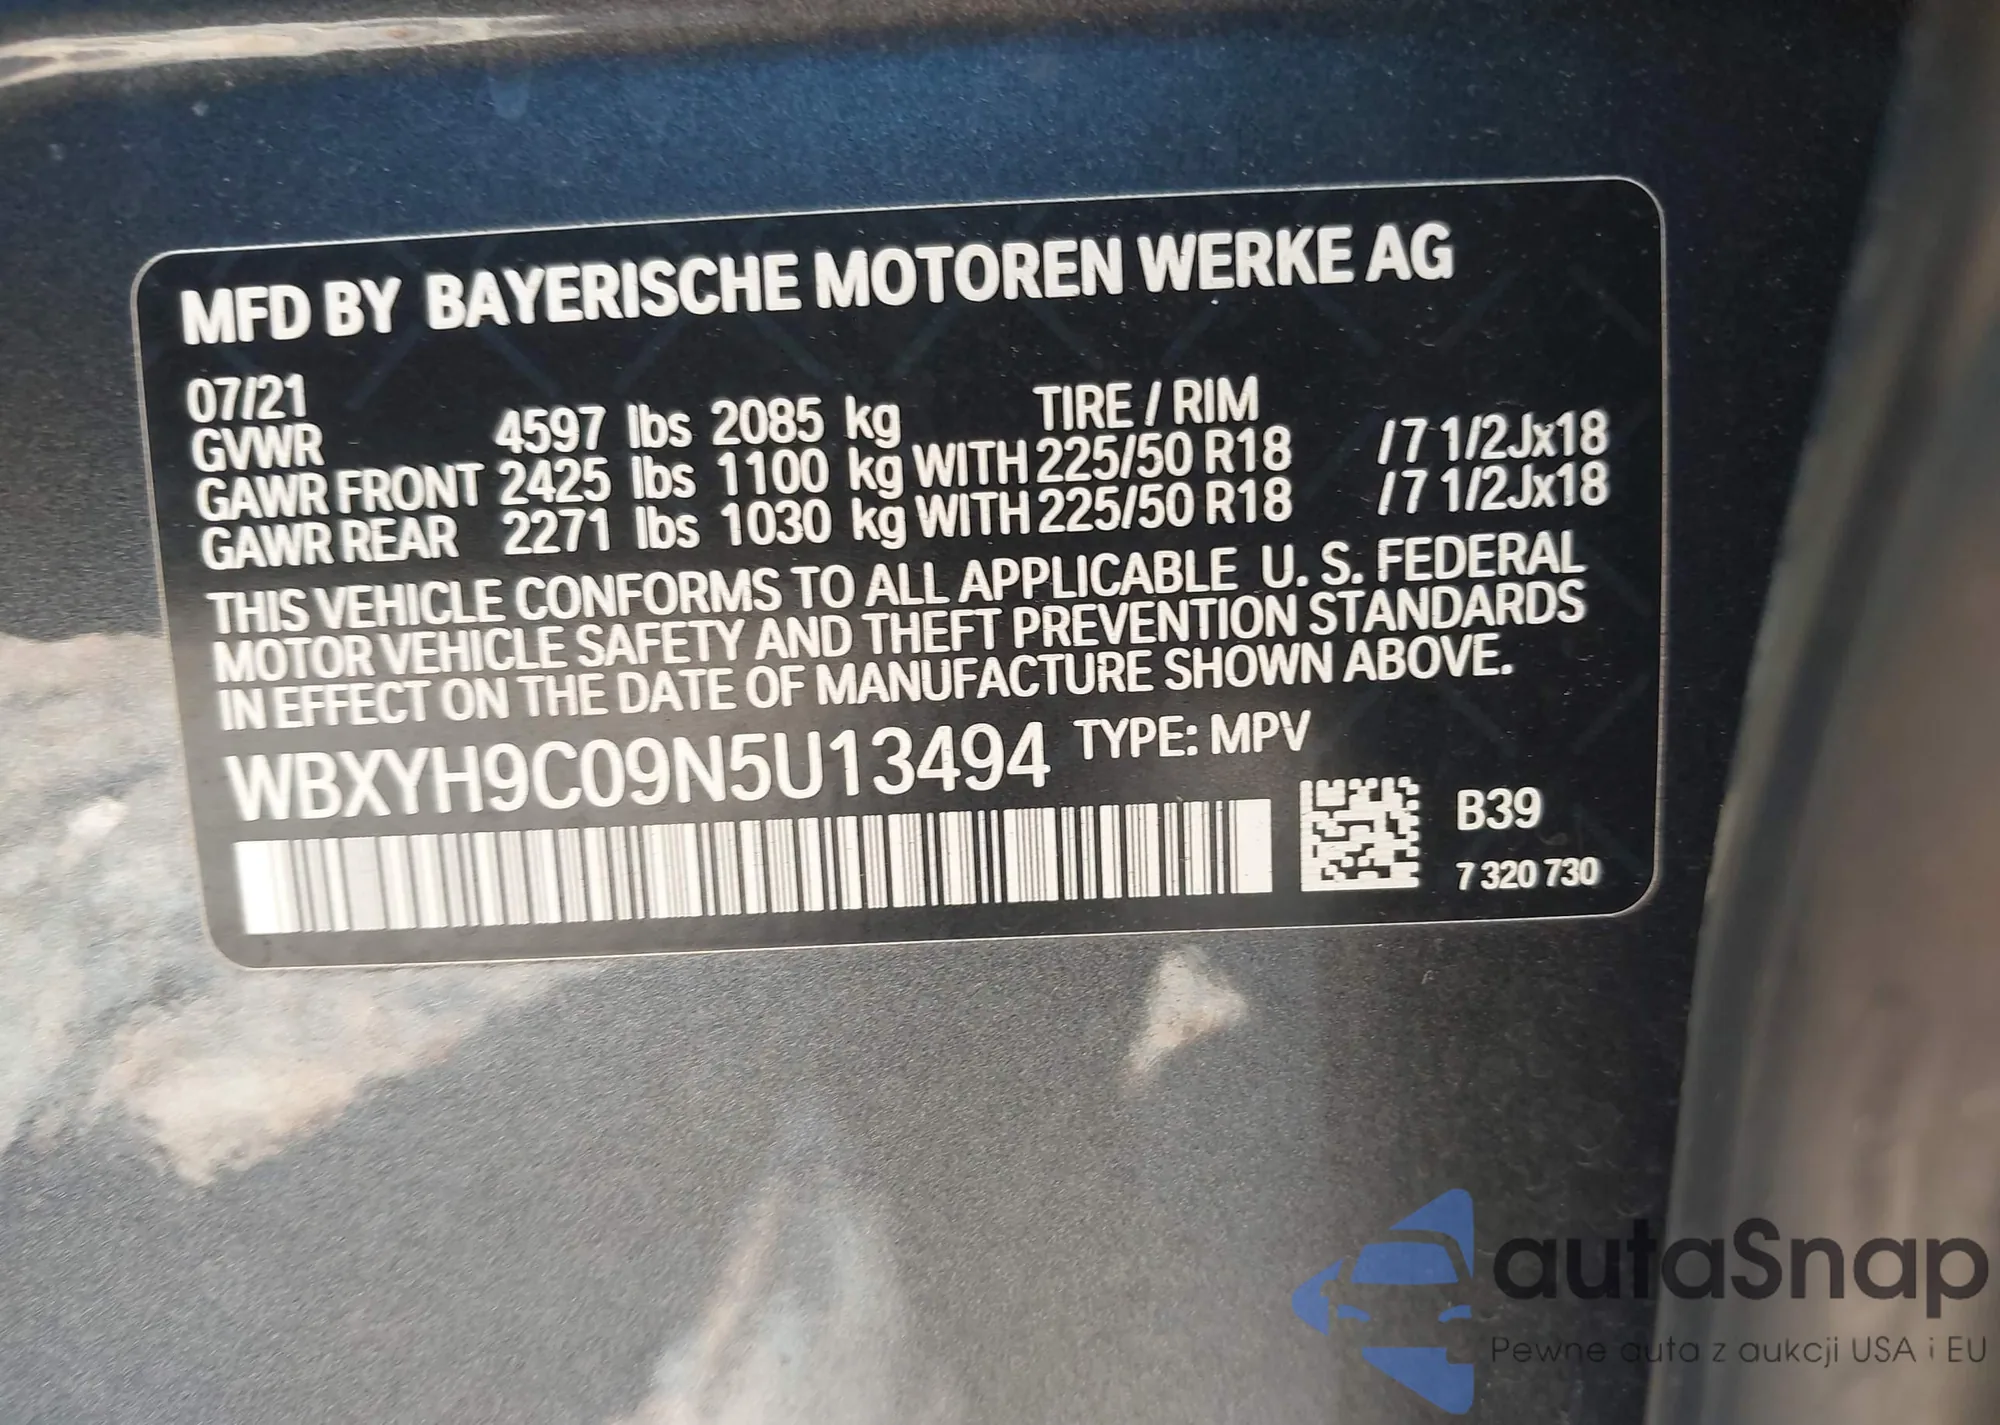 MFD BY BAYERISCHE MOTOREN WERKE AG
07/21 TIRE / RIM
GVWR 4597 lbs 2085 kg
GAWR FRONT 2425 lbs 1100 kg WITH 225/50 R18 /7 1/2Jx18
GAWR REAR 2271 lbs 1030 kg WITH 225/50 R18 /7 1/2Jx18
THIS VEHICLE CONFORMS TO ALL APPLICABLE U. S. FEDERAL
MOTOR VEHICLE SAFETY AND THEFT PREVENTION STANDARDS
IN EFFECT ON THE DATE OF MANUFACTURE SHOWN ABOVE.
WBXYH9C09N5U13494 TYPE: MPV
B39
7 320 730
autaSnap
Pewne auta z aukcji USA i EU